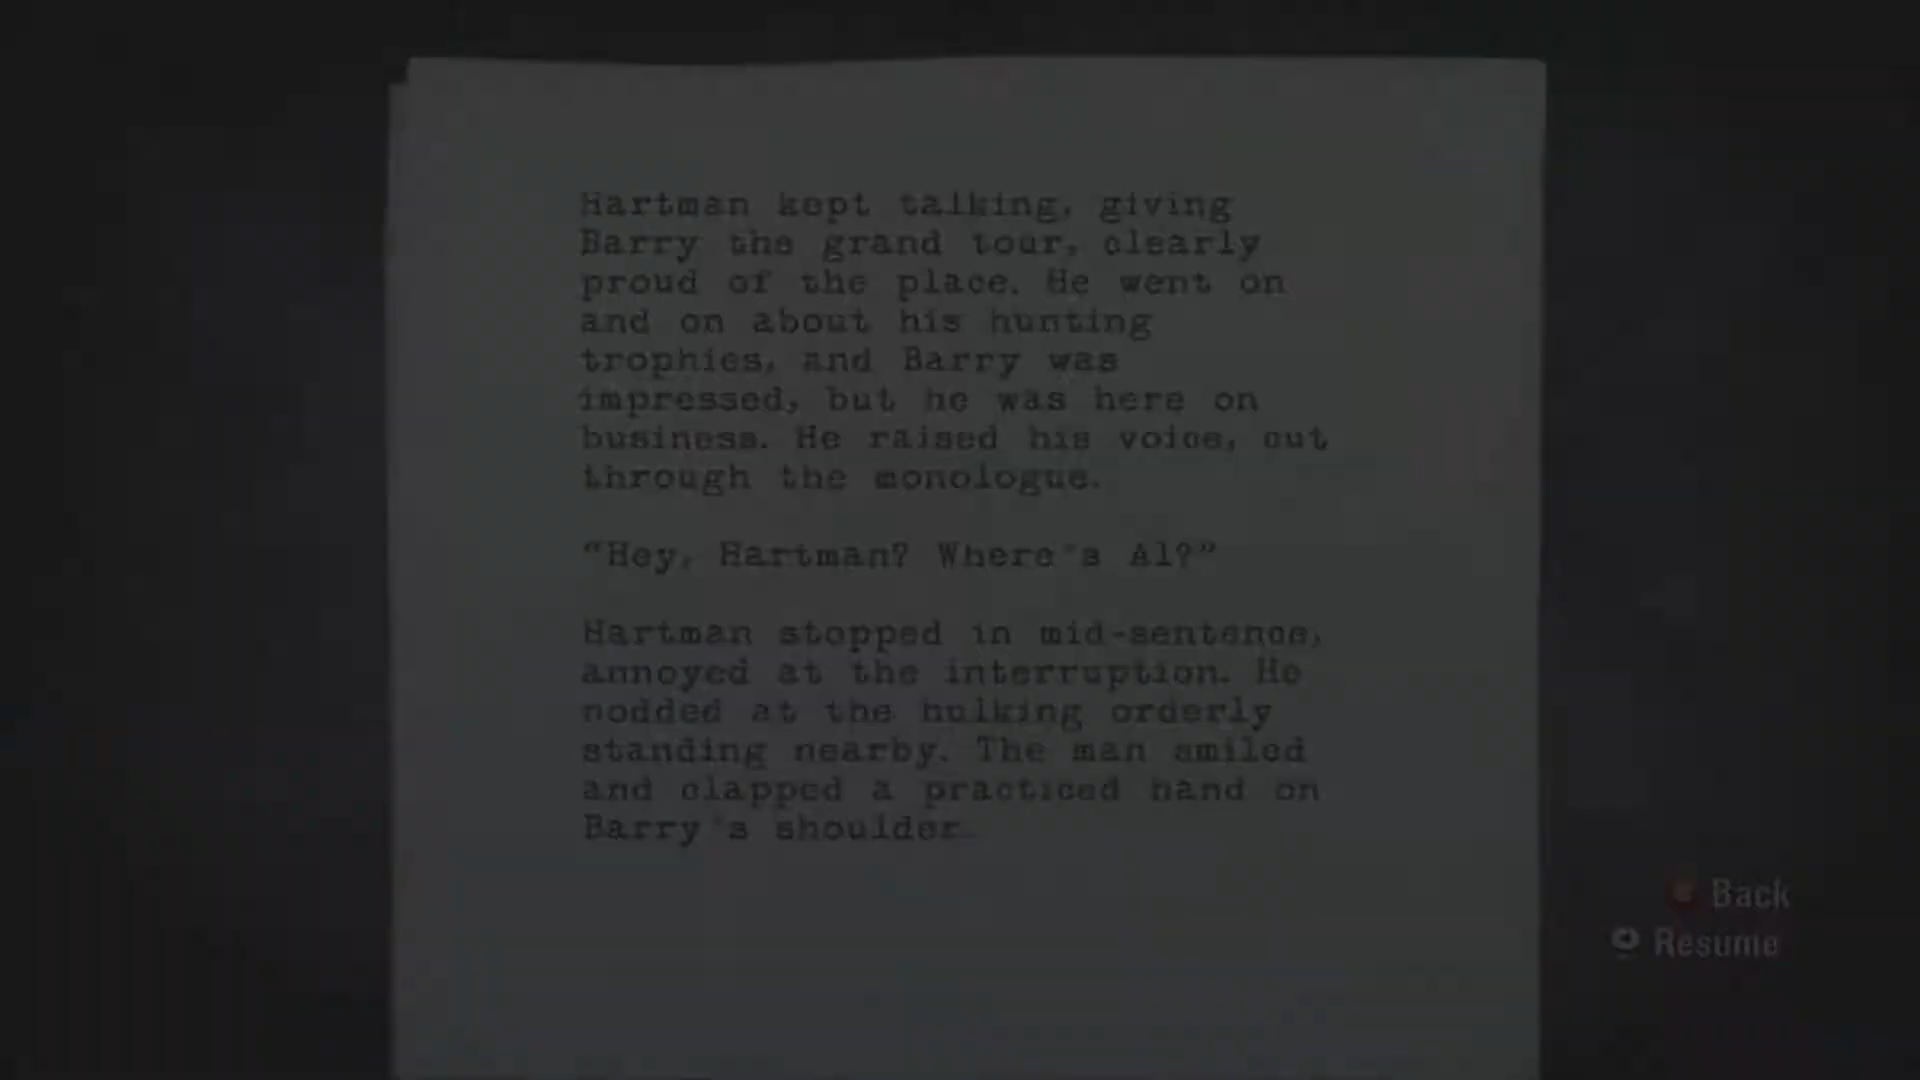 Hartman kept talking, giving
Barry the grand tour, clearly
proud of the place. He went on
and on about his hunting
trophies, and Barry was
impressed, but he was here on
business. He raised his voice, cut
through the monologue.
"Hey, Hartman? Where's Al?"
Hartman stopped in mid-sentence,
annoyed at the interruption. He
nodded at the hulking orderly
standing nearby. The man smiled
and clapped a practiced hand on
Barry's shoulder.
Back
Resume